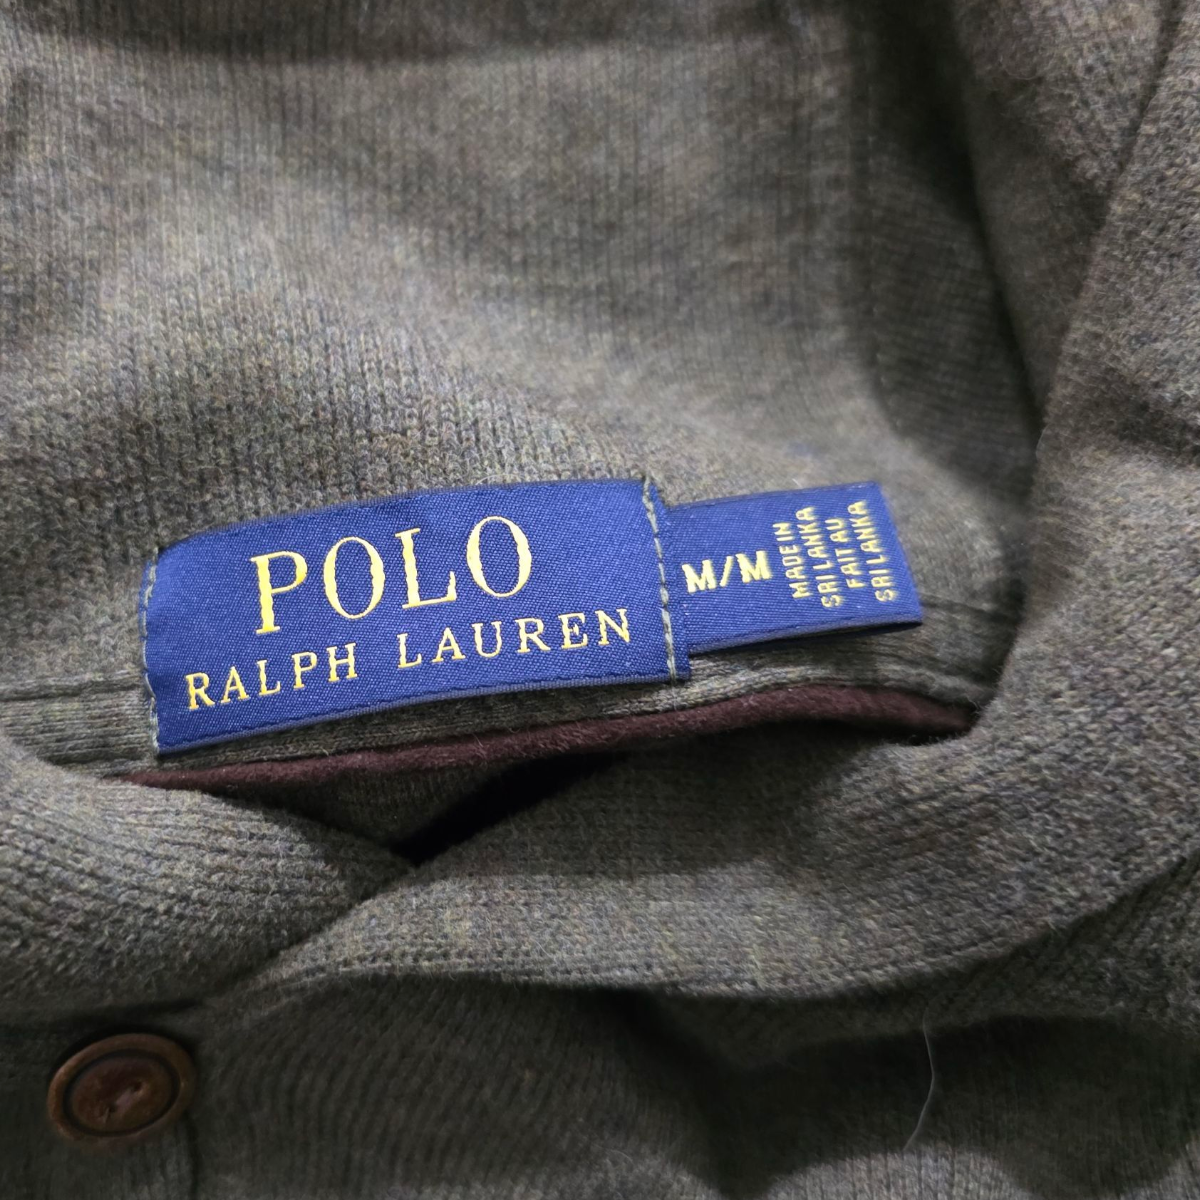 POLO
RALPH LAUREN
M/M
MADE IN
SRI LANKA
FAIT AU
SRI LANKA